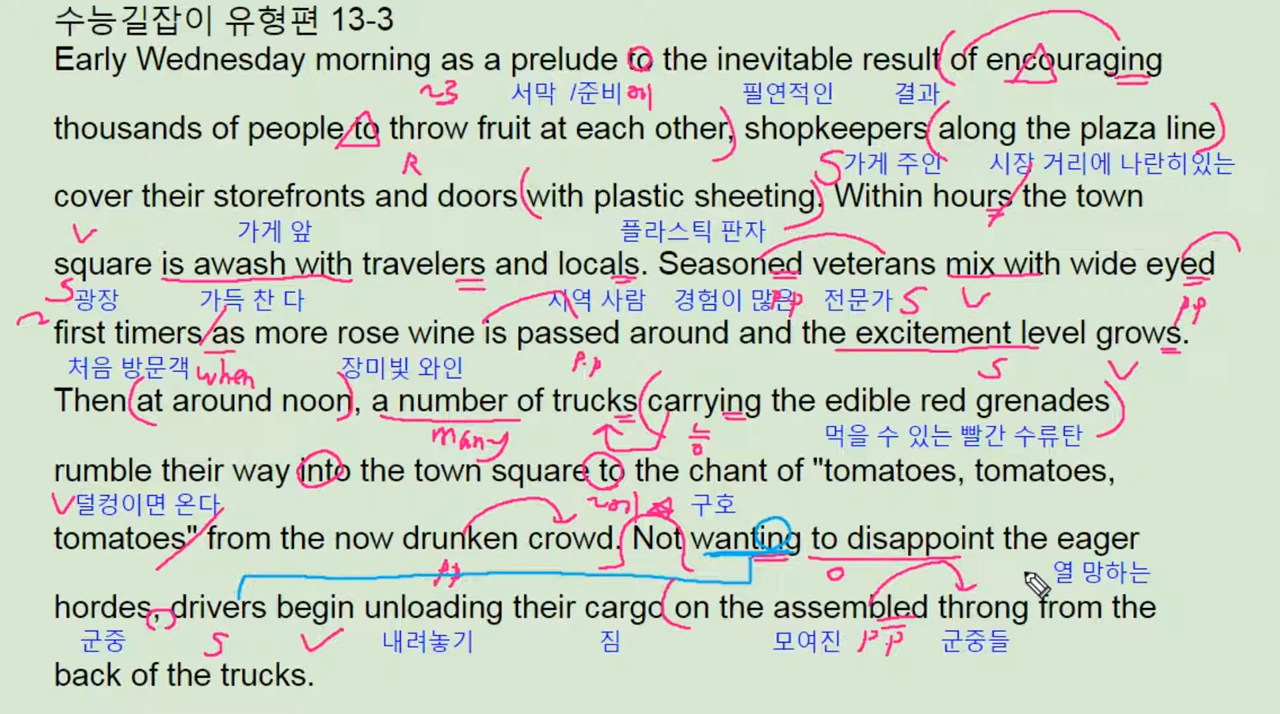 수능길잡이 유형편 13-3
Early Wednesday morning as a prelude to the inevitable result of encouraging
~로 서막 /준비 에 필연적인 결과
thousands of people to throw fruit at each other, shopkeepers along the plaza line
R S 가게 주인 시장 거리에 나란히있는
cover their storefronts and doors with plastic sheeting. Within hours the town
V 가게 앞 플라스틱 판자
square is awash with travelers and locals. Seasoned veterans mix with wide eyed
S 광장 가득 찬 다 지역 사람 경험이 많은 pp 전문가 S V pp
first timers as more rose wine is passed around and the excitement level grows.
처음 방문객 when 장미빛 와인 p.p S V
Then at around noon, a number of trucks carrying the edible red grenades
many 능 먹을 수 있는 빨간 수류탄
rumble their way into the town square to the chant of "tomatoes, tomatoes,
V 덜컹이면 온다 ~에 구호
tomatoes" from the now drunken crowd. Not wanting to disappoint the eager
pp o 열 망하는
hordes, drivers begin unloading their cargo on the assembled throng from the
군중 S V 내려놓기 짐 모여진 p.p 군중들
back of the trucks.